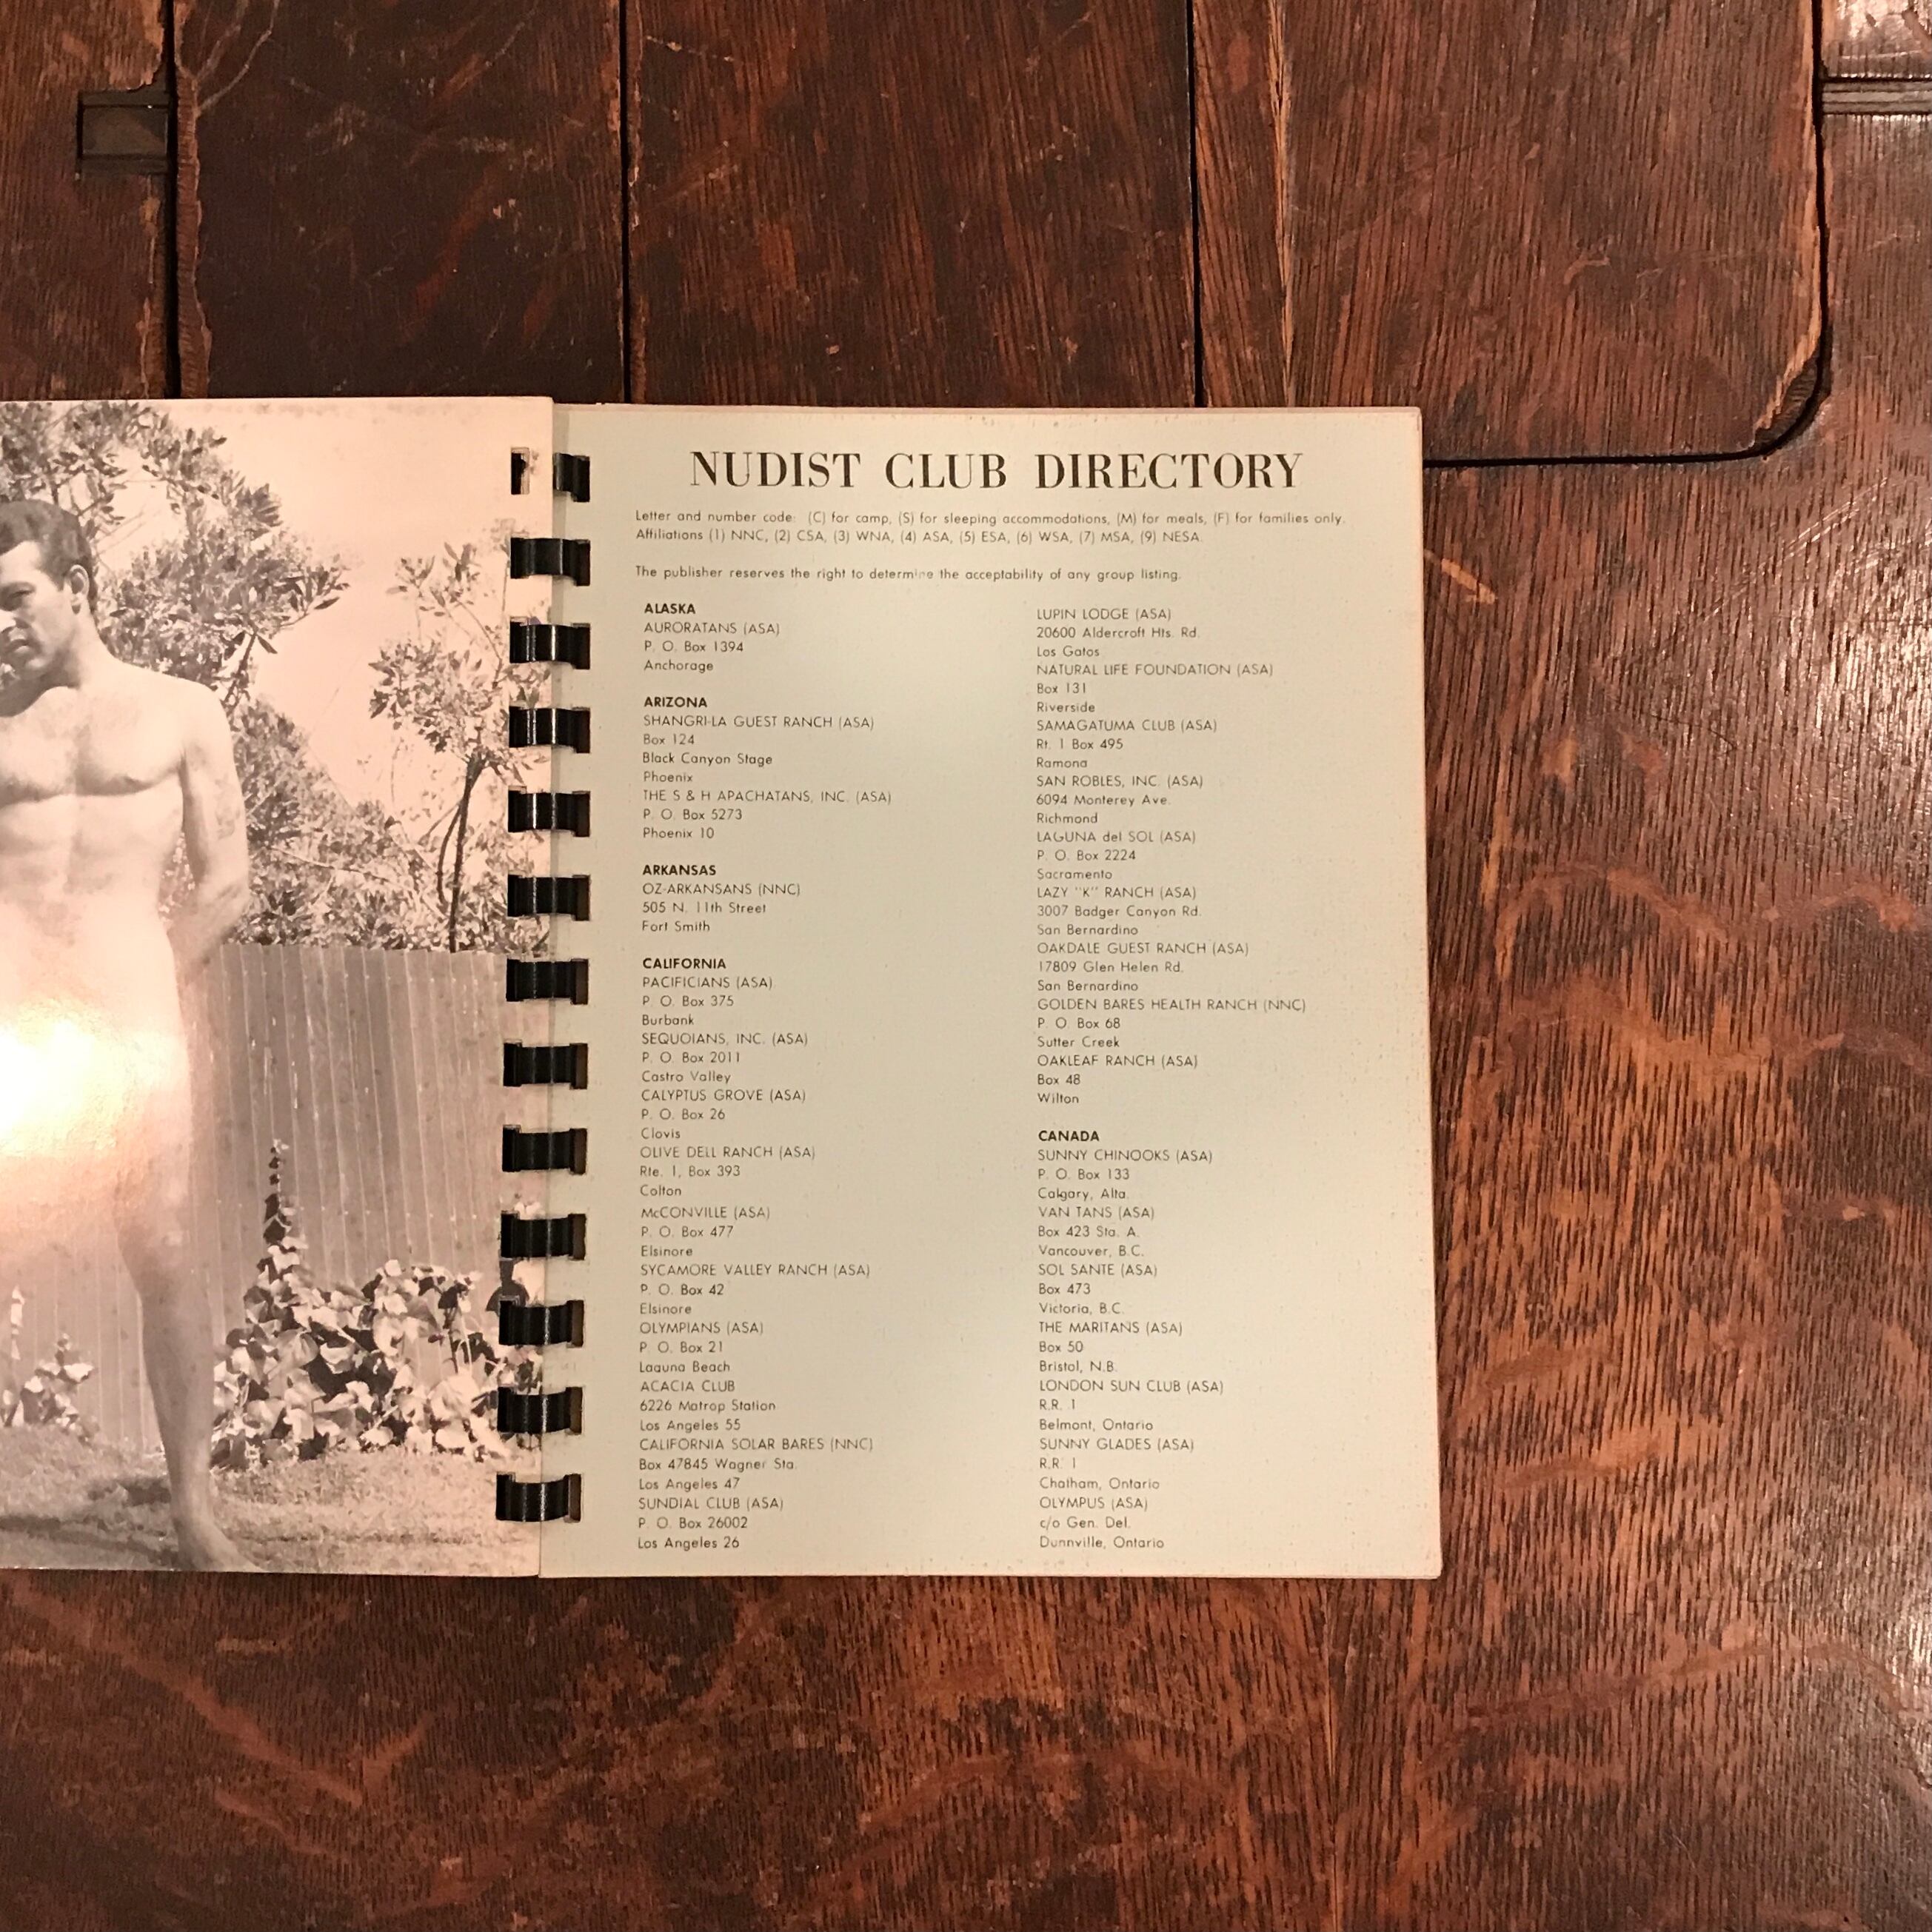 NUDIST CLUB DIRECTORY
Letter and number code: (C) for camp, (S) for sleeping accommodations, (M) for meals, (F) for families only.
Affiliations (1) NNC, (2) CSA, (3) WNA, (4) ASA, (5) ESA, (6) WSA, (7) MSA, (9) NESA.
The publisher reserves the right to determine the acceptability of any group listing.
ALASKA
AURORATANS (ASA)
P. O. Box 1394
Anchorage
ARIZONA
SHANGRI-LA GUEST RANCH (ASA)
Box 124
Black Canyon Stage
Phoenix
THE S & H APACHATANS, INC. (ASA)
P. O. Box 5273
Phoenix 10
ARKANSAS
OZ-ARKANSANS (NNC)
505 N. 11th Street
Fort Smith
CALIFORNIA
PACIFICIANS (ASA)
P. O. Box 375
Burbank
SEQUOIANS, INC. (ASA)
P. O. Box 2011
Castro Valley
CALYPTUS GROVE (ASA)
P. O. Box 26
Clovis
OLIVE DELL RANCH (ASA)
Rte. 1, Box 393
Colton
McCONVILLE (ASA)
P. O. Box 477
Elsinore
SYCAMORE VALLEY RANCH (ASA)
P. O. Box 42
Elsinore
OLYMPIANS (ASA)
P. O. Box 21
Laguna Beach
ACACIA CLUB
6226 Matrop Station
Los Angeles 55
CALIFORNIA SOLAR BARES (NNC)
Box 47845 Wagner Sta.
Los Angeles 47
SUNDIAL CLUB (ASA)
P. O. Box 26002
Los Angeles 26
LUPIN LODGE (ASA)
20600 Aldercroft Hts. Rd.
Los Gatos
NATURAL LIFE FOUNDATION (ASA)
Box 131
Riverside
SAMAGATUMA CLUB (ASA)
Rt. 1 Box 495
Ramona
SAN ROBLES, INC. (ASA)
6094 Monterey Ave.
Richmond
LAGUNA del SOL (ASA)
P. O. Box 2224
Sacramento
LAZY "K" RANCH (ASA)
3007 Badger Canyon Rd.
San Bernardino
OAKDALE GUEST RANCH (ASA)
17809 Glen Helen Rd.
San Bernardino
GOLDEN BARES HEALTH RANCH (NNC)
P. O. Box 68
Sutter Creek
OAKLEAF RANCH (ASA)
Box 48
Wilton
CANADA
SUNNY CHINOOKS (ASA)
P. O. Box 133
Calgary, Alta.
VAN TANS (ASA)
Box 423 Sta. A.
Vancouver, B.C.
SOL SANTE (ASA)
Box 473
Victoria, B.C.
THE MARITANS (ASA)
Box 50
Bristol, N.B.
LONDON SUN CLUB (ASA)
R.R. 1
Belmont, Ontario
SUNNY GLADES (ASA)
R.R. 1
Chatham, Ontario
OLYMPUS (ASA)
c/o Gen. Del.
Dunnville, Ontario